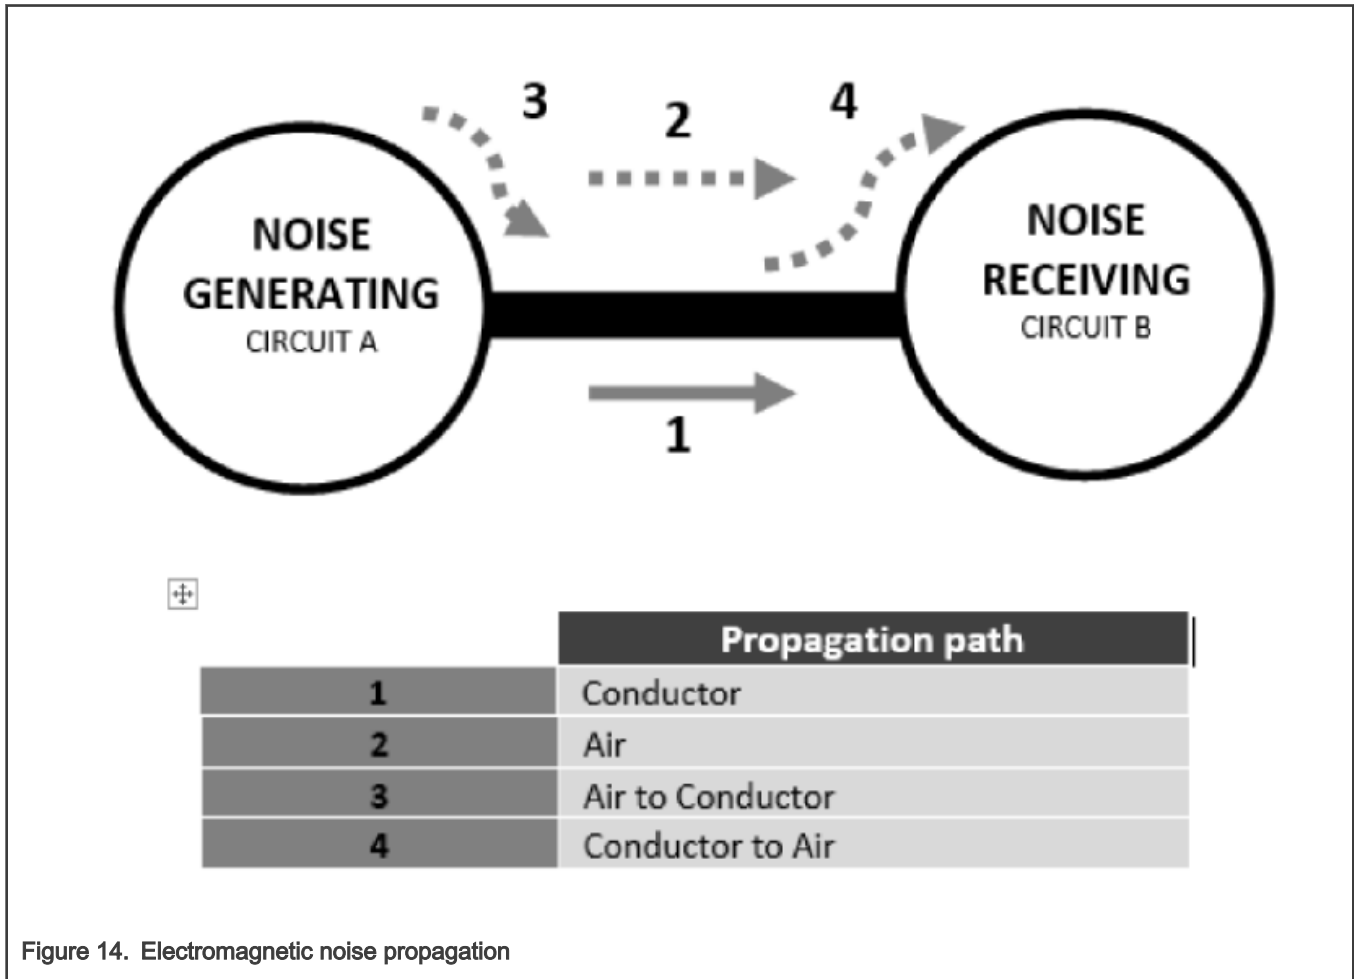 3
2
4
NOISE
GENERATING
CIRCUIT A
NOISE
RECEIVING
CIRCUIT B
1
Propagation path
1 Conductor
2 Air
3 Air to Conductor
4 Conductor to Air
Figure 14. Electromagnetic noise propagation